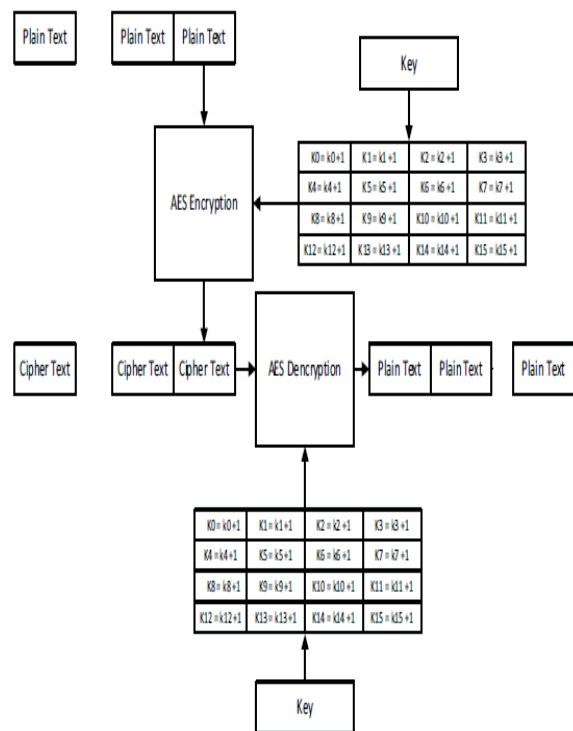 Plain Text Plain Text Plain Text
Key
K0 = k0 +1 K1 = k1 +1 K2 = k2 +1 K3 = k3 +1
K4 = k4 +1 K5 = k5 +1 K6 = k6 +1 K7 = k7 +1
AES Encryption
K8 = k8 +1 K9 = k9 +1 K10 = k10 +1 K11 = k11 +1
K12 = k12 +1 K13 = k13 +1 K14 = k14 +1 K15 = k15 +1
Cipher Text Cipher Text Cipher Text AES Dencryption Plain Text Plain Text Plain Text
K0 = k0 +1 K1 = k1 +1 K2 = k2 +1 K3 = k3 +1
K4 = k4 +1 K5 = k5 +1 K6 = k6 +1 K7 = k7 +1
K8 = k8 +1 K9 = k9 +1 K10 = k10 +1 K11 = k11 +1
K12 = k12 +1 K13 = k13 +1 K14 = k14 +1 K15 = k15 +1
Key